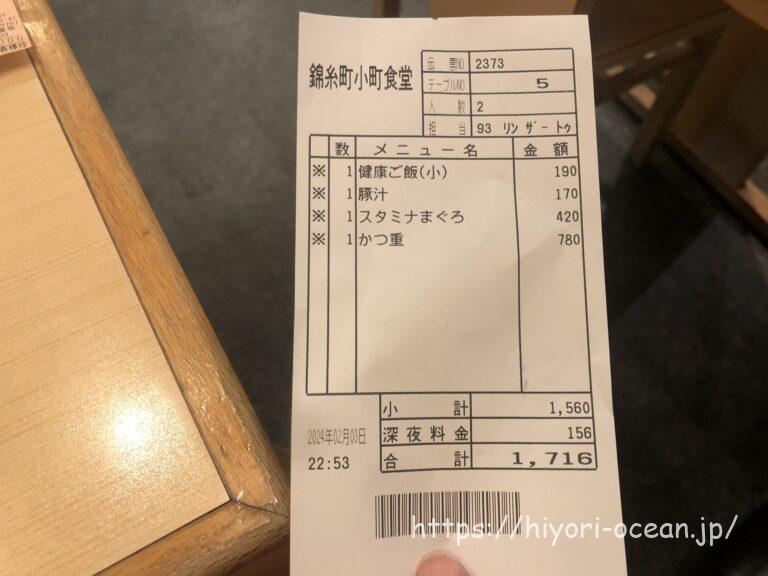 錦糸町小町食堂
伝票NO 2373
テーブルNO 5
人数 2
担当 93 リンザートゥ
数 メニュー名 金額
※ 1 健康ご飯(小) 190
※ 1 豚汁 170
※ 1 スタミナまぐろ 420
※ 1 かつ重 780
小計 1,560
深夜料金 156
合計 1,716
2024年02月03日
22:53
https://hiyori-ocean.jp/